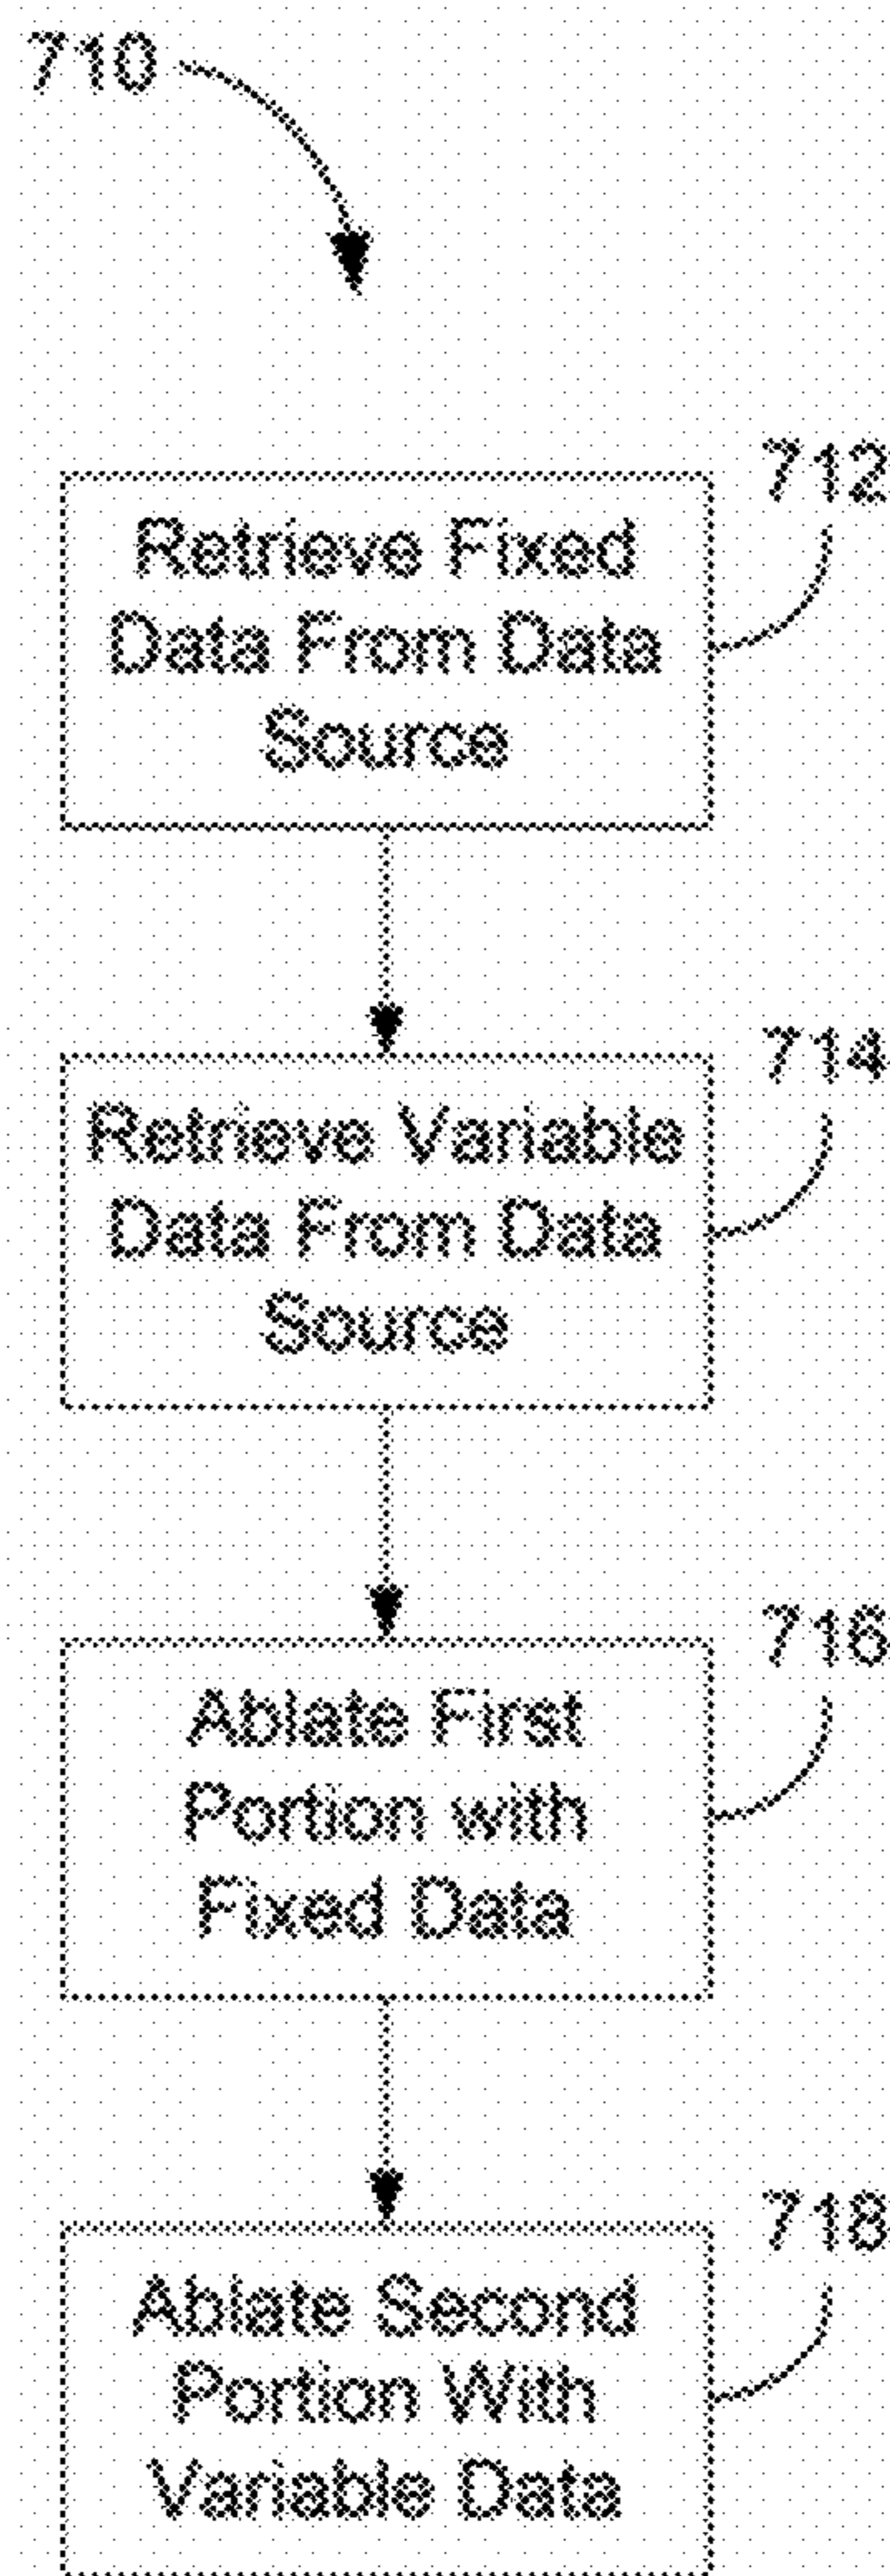 710
712
Retrieve Fixed
Data From Data
Source
714
Retrieve Variable
Data From Data
Source
716
Ablate First
Portion with
Fixed Data
718
Ablate Second
Portion With
Variable Data